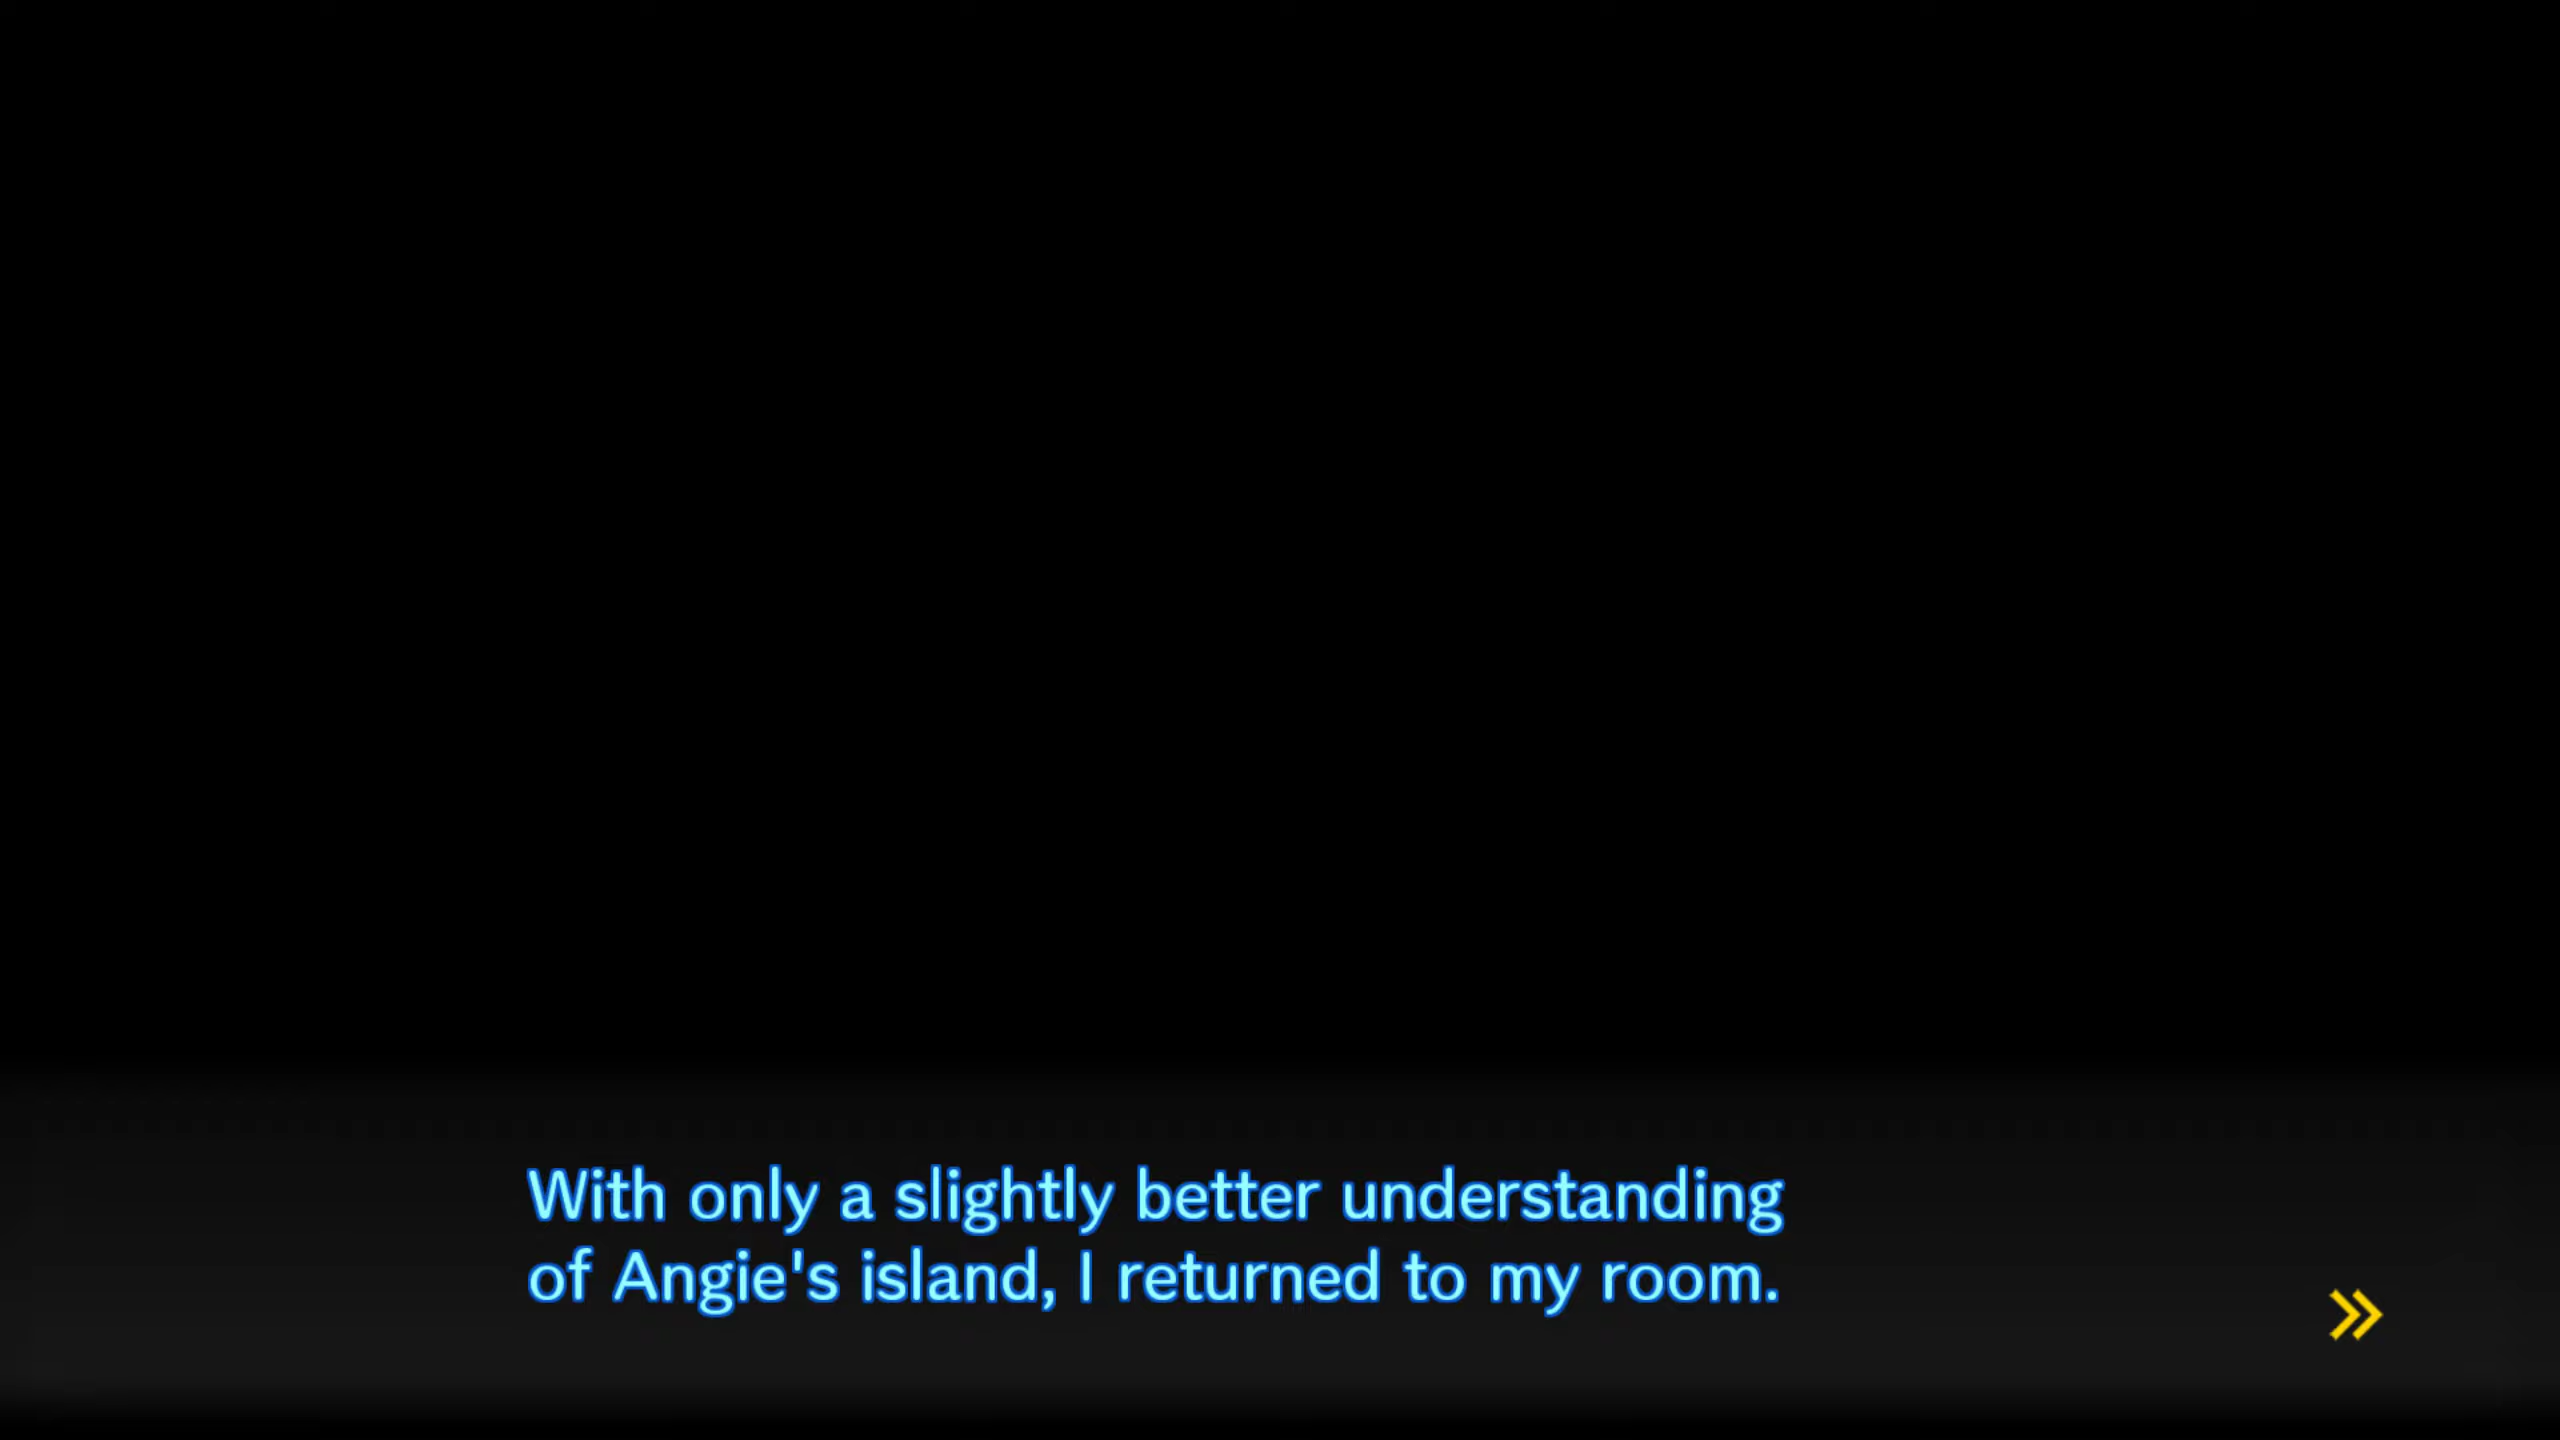 With only a slightly better understanding
of Angie's island, I returned to my room.